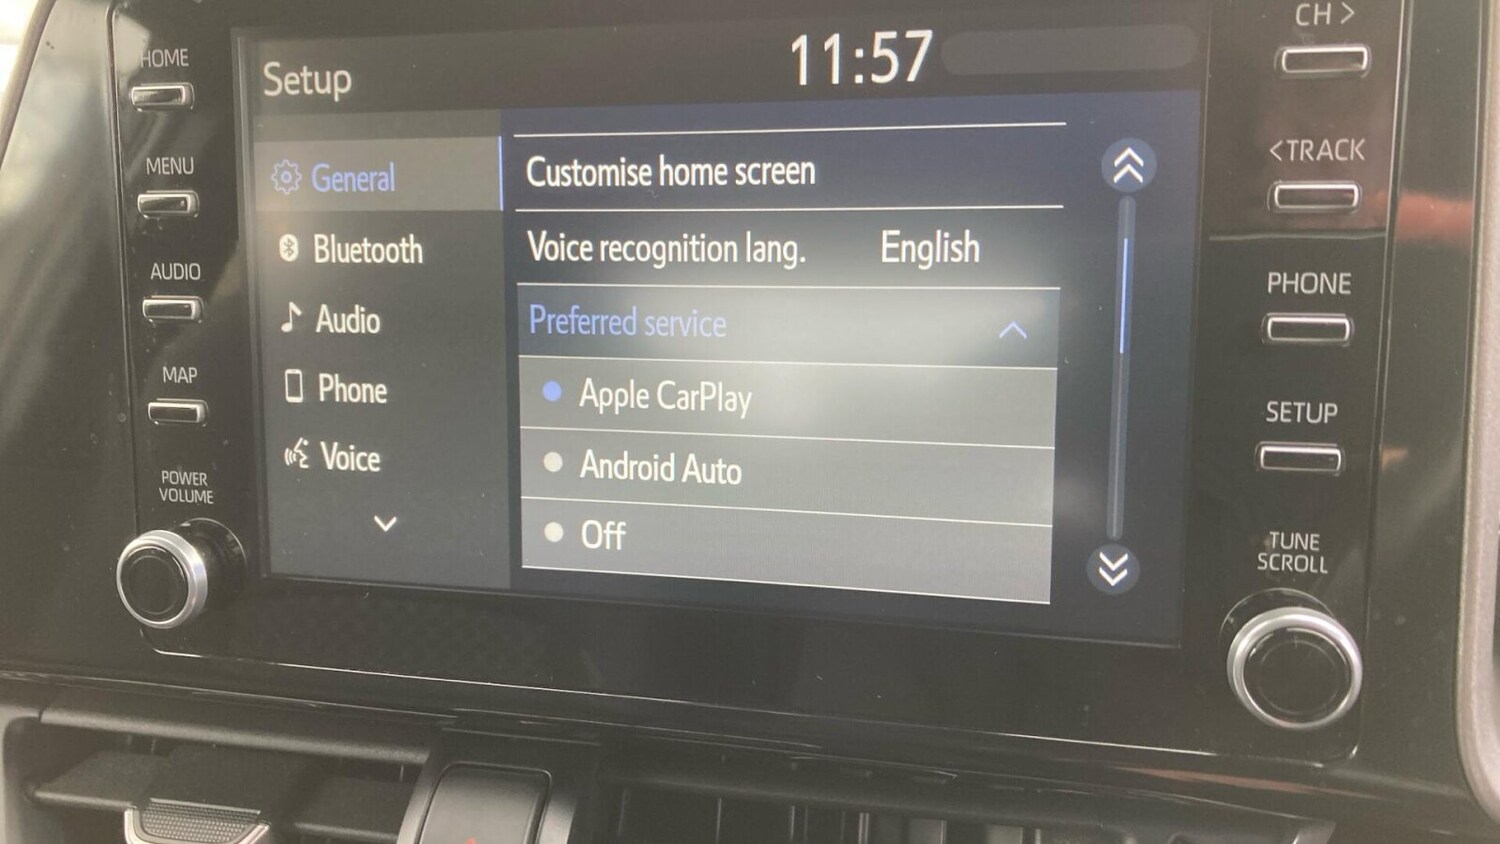 HOME
MENU
AUDIO
MAP
POWER
VOLUME
Setup
11:57
General
Bluetooth
Audio
Phone
Voice
Customise home screen
Voice recognition lang. English
Preferred service
Apple CarPlay
Android Auto
Off
CH >
<TRACK
PHONE
SETUP
TUNE
SCROLL